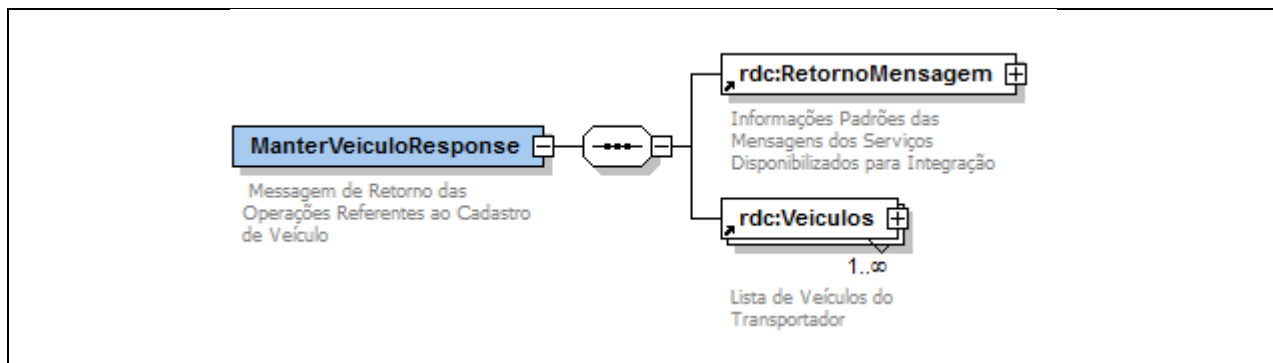 rdc:RetornoMensagem
Informações Padrões das
Mensagens dos Serviços
Disponibilizados para Integração
ManterVeiculoResponse
Messagem de Retorno das
Operações Referentes ao Cadastro
de Veículo
rdc:Veiculos
1..∞
Lista de Veículos do
Transportador